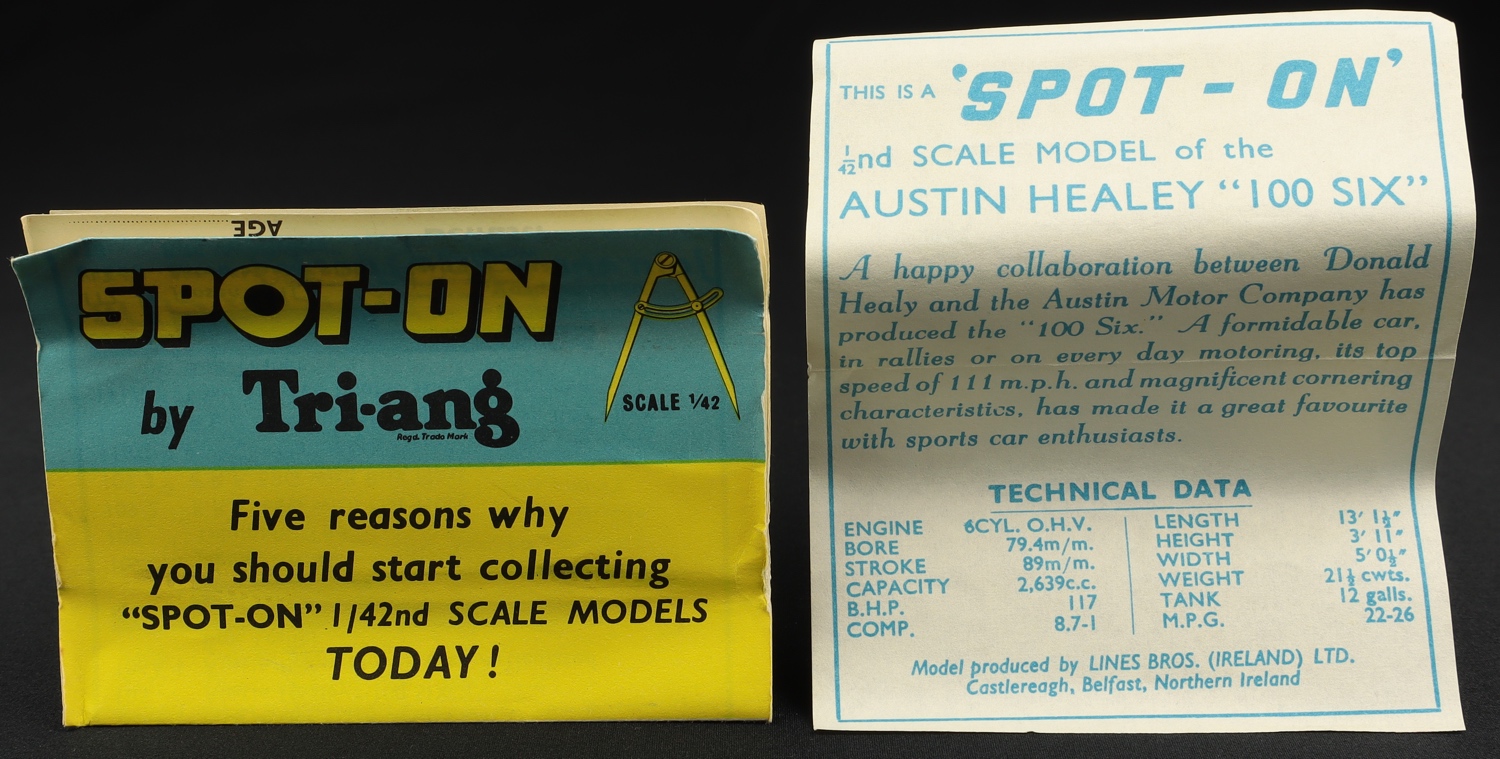 AGE
SPOT-ON
by Tri-ang
Regd. Trade Mark
SCALE 1/42
Five reasons why
you should start collecting
“SPOT-ON” 1/42nd SCALE MODELS
TODAY!
THIS IS A ‘SPOT - ON’
1/42nd SCALE MODEL of the
AUSTIN HEALEY “100 SIX”
A happy collaboration between Donald
Healy and the Austin Motor Company has
produced the “100 Six.” A formidable car,
in rallies or on every day motoring, its top
speed of 111 m.p.h. and magnificent cornering
characteristics, has made it a great favourite
with sports car enthusiasts.
TECHNICAL DATA
ENGINE 6CYL. O.H.V.
BORE 79.4m/m.
STROKE 89m/m.
CAPACITY 2,639c.c.
B.H.P. 117
COMP. 8.7-1
LENGTH 13′ 1½″
HEIGHT 3′ 11″
WIDTH 5′ 0½″
WEIGHT 21½ cwts.
TANK 12 galls.
M.P.G. 22-26
Model produced by LINES BROS. (IRELAND) LTD.
Castlereagh, Belfast, Northern Ireland